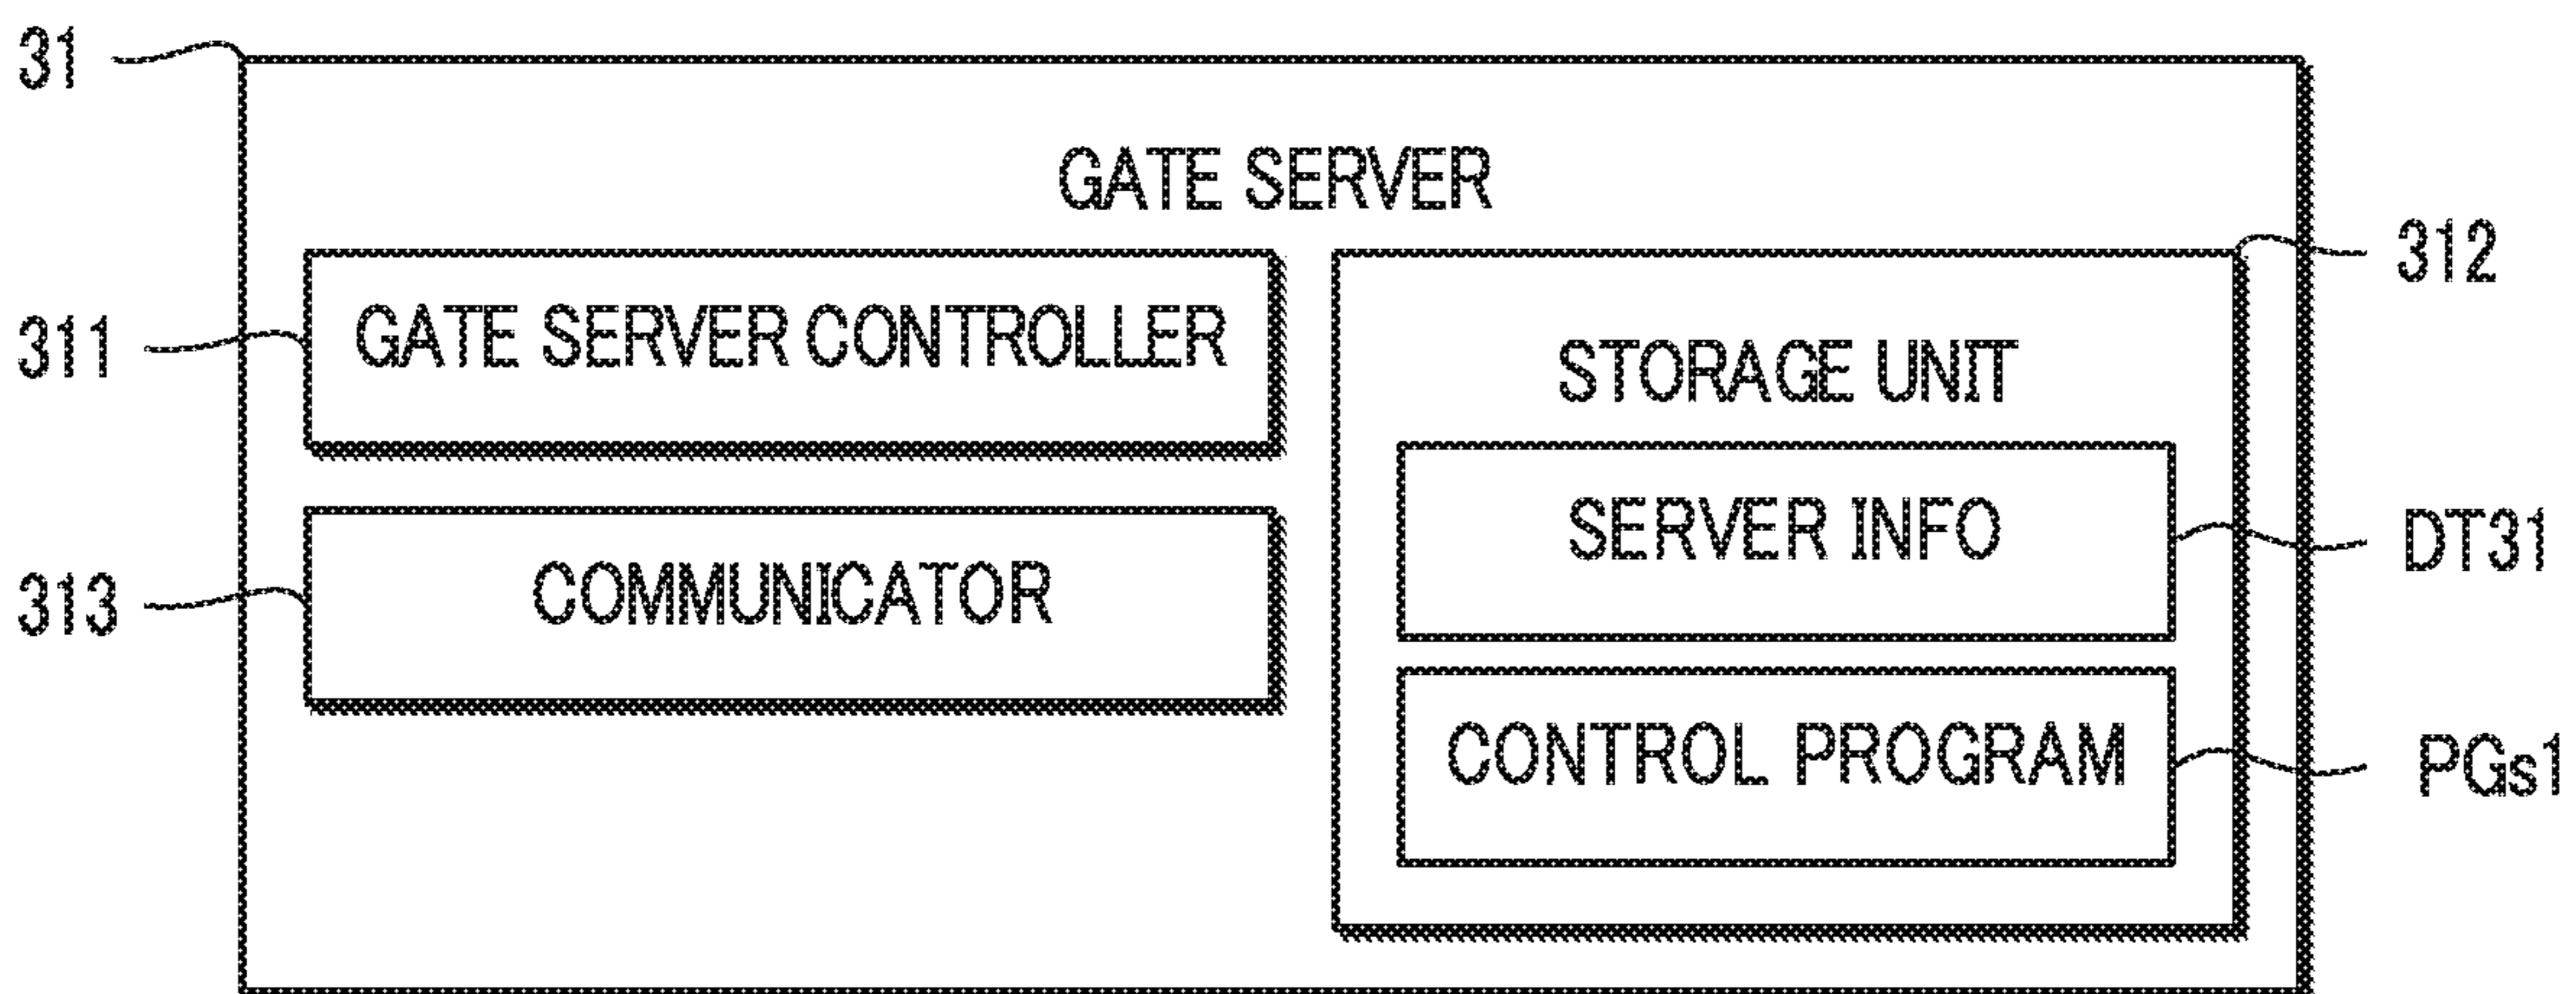 31
GATE SERVER
312
311
GATE SERVER CONTROLLER
STORAGE UNIT
SERVER INFO
DT31
313
COMMUNICATOR
CONTROL PROGRAM
PGs1